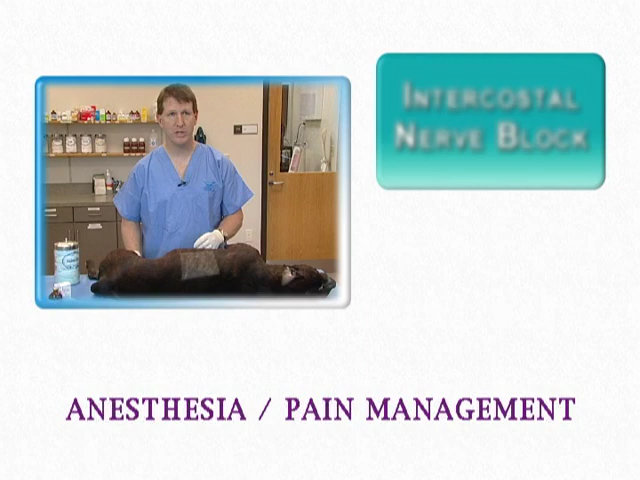 INTERCOSTAL
NERVE BLOCK
ANESTHESIA / PAIN MANAGEMENT